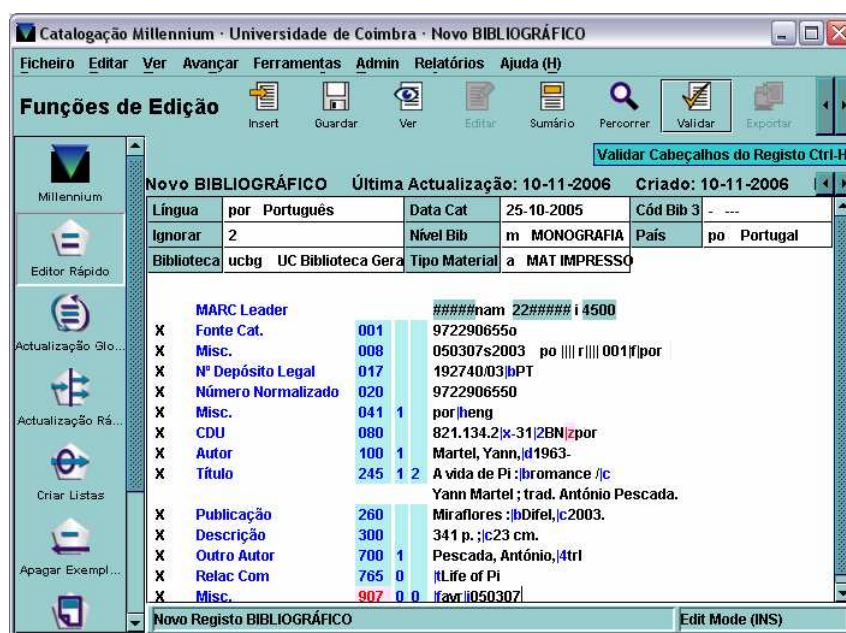 Catalogação Millennium · Universidade de Coimbra · Novo BIBLIOGRÁFICO
Ficheiro Editar Ver Avançar Ferramentas Admin Relatórios Ajuda (H)
Funções de Edição
Insert Guardar Ver Editar Sumário Percorrer Validar Exportar
Validar Cabeçalhos do Registo Ctrl-H
Millennium
Editor Rápido
Actualização Glo...
Actualização Rá...
Criar Listas
Apagar Exempl...
Novo BIBLIOGRÁFICO Última Actualização: 10-11-2006 Criado: 10-11-2006
Língua por Português Data Cat 25-10-2005 Cód Bib 3 - ---
Ignorar 2 Nível Bib m MONOGRAFIA País po Portugal
Biblioteca ucbg UC Biblioteca Gera Tipo Material a MAT IMPRESSO
MARC Leader #####nam 22##### i 4500
X Fonte Cat. 001 972290655o
X Misc. 008 050307s2003 po |||| r|||| 001|f|por
X Nº Depósito Legal 017 192740/03|bPT
X Número Normalizado 020 9722906550
X Misc. 041 1 por|heng
X CDU 080 821.134.2|x-31|2BN|zpor
X Autor 100 1 Martel, Yann,|d1963-
X Título 245 1 2 A vida de Pi :|bromance /|c
Yann Martel ; trad. António Pescada.
X Publicação 260 Miraflores :|bDifel,|c2003.
X Descrição 300 341 p. ;|c23 cm.
X Outro Autor 700 1 Pescada, António,|4trl
X Relac Com 765 0 |tLife of Pi
X Misc. 907 0 0 |favr|i050307
Novo Registo BIBLIOGRÁFICO Edit Mode (INS)